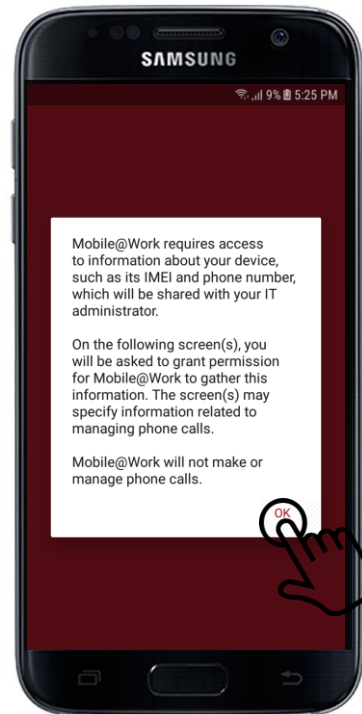 SAMSUNG
9% 5:25 PM
Mobile@Work requires access
to information about your device,
such as its IMEI and phone number,
which will be shared with your IT
administrator.
On the following screen(s), you
will be asked to grant permission
for Mobile@Work to gather this
information. The screen(s) may
specify information related to
managing phone calls.
Mobile@Work will not make or
manage phone calls.
OK